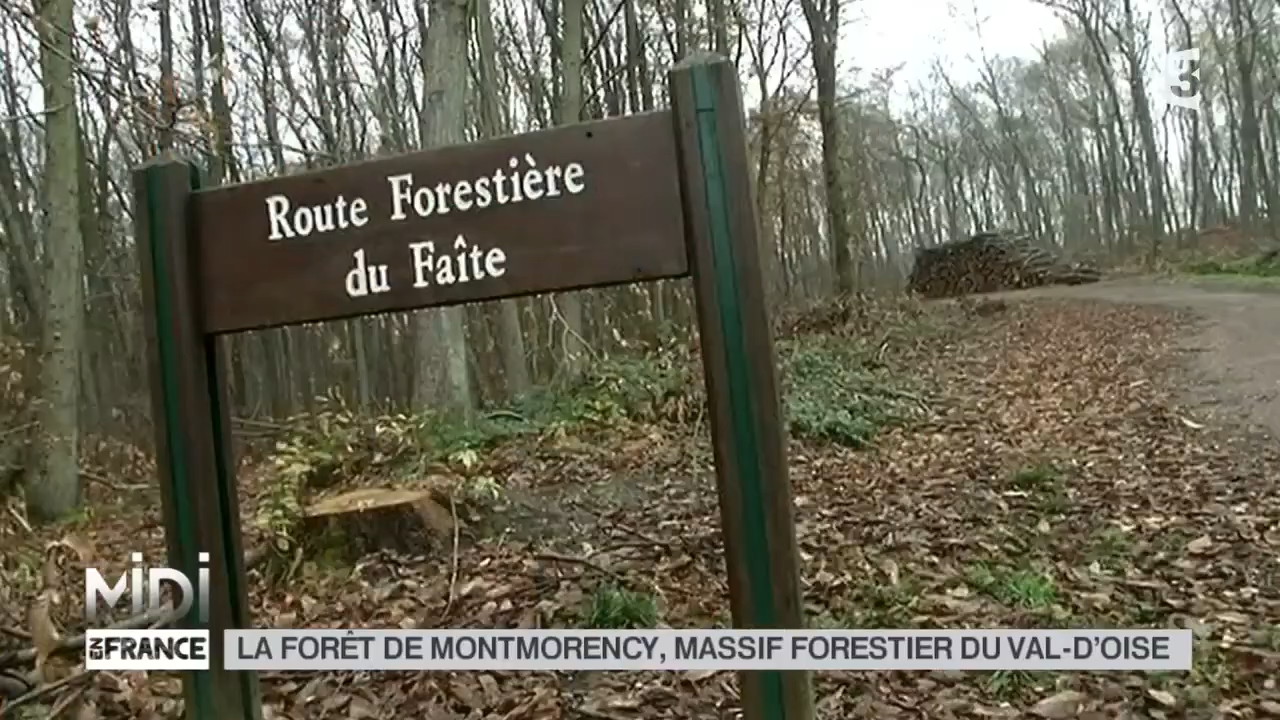 3
Route Forestière
du Faîte
MiDi
EN FRANCE
LA FORÊT DE MONTMORENCY, MASSIF FORESTIER DU VAL-D'OISE